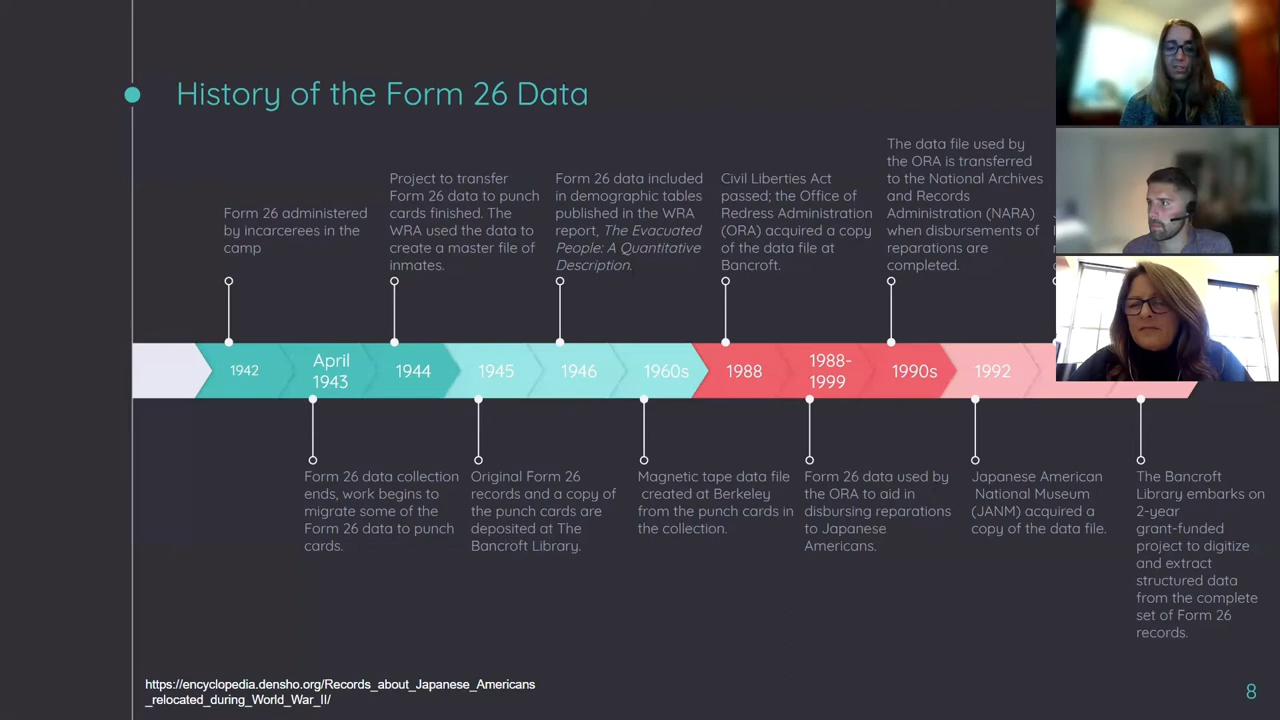 History of the Form 26 Data
Form 26 administered
by incarcerees in the
camp
Project to transfer
Form 26 data to punch
cards finished. The
WRA used the data to
create a master file of
inmates.
Form 26 data included
in demographic tables
published in the WRA
report, The Evacuated
People: A Quantitative
Description.
Civil Liberties Act
passed; the Office of
Redress Administration
(ORA) acquired a copy
of the data file at
Bancroft.
The data file used by
the ORA is transferred
to the National Archives
and Records
Administration (NARA)
when disbursements of
reparations are
completed.
1942
April
1943
1944
1945
1946
1960s
1988
1988-
1999
1990s
1992
Form 26 data collection
ends, work begins to
migrate some of the
Form 26 data to punch
cards.
Original Form 26
records and a copy of
the punch cards are
deposited at The
Bancroft Library.
Magnetic tape data file
created at Berkeley
from the punch cards in
the collection.
Form 26 data used by
the ORA to aid in
disbursing reparations
to Japanese
Americans.
Japanese American
National Museum
(JANM) acquired a
copy of the data file.
The Bancroft
Library embarks on
2-year
grant-funded
project to digitize
and extract
structured data
from the complete
set of Form 26
records.
https://encyclopedia.densho.org/Records_about_Japanese_Americans
_relocated_during_World_War_II/
8